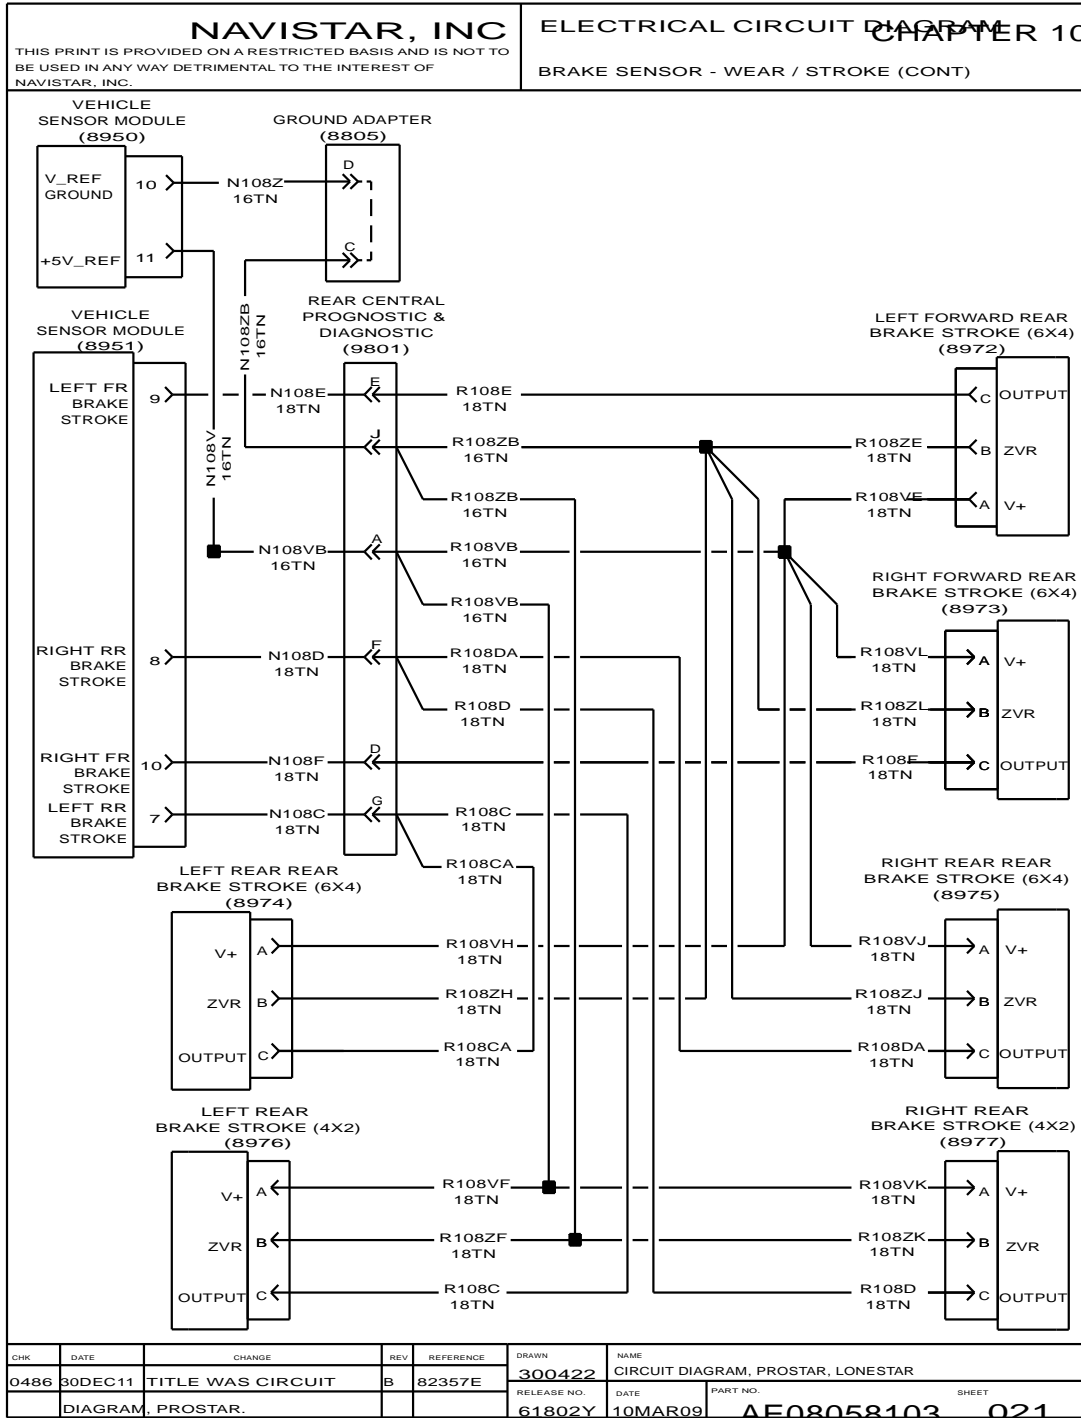 NAVISTAR, INC
THIS PRINT IS PROVIDED ON A RESTRICTED BASIS AND IS NOT TO
BE USED IN ANY WAY DETRIMENTAL TO THE INTEREST OF
NAVISTAR, INC.
ELECTRICAL CIRCUIT DIAGRAM
CHAPTER 10
BRAKE SENSOR - WEAR / STROKE (CONT)
VEHICLE
SENSOR MODULE
(8950)
V_REF
GROUND
10
+5V_REF
11
N108Z
16TN
GROUND ADAPTER
(8805)
D
C
N108ZB
16TN
N108V
16TN
VEHICLE
SENSOR MODULE
(8951)
LEFT FR
BRAKE
STROKE
9
RIGHT RR
BRAKE
STROKE
8
RIGHT FR
BRAKE
STROKE
10
LEFT RR
BRAKE
STROKE
7
N108E
18TN
N108VB
16TN
N108D
18TN
N108F
18TN
N108C
18TN
REAR CENTRAL
PROGNOSTIC &
DIAGNOSTIC
(9801)
E
J
A
F
D
G
R108E
18TN
R108ZB
16TN
R108ZB
16TN
R108VB
16TN
R108VB
16TN
R108DA
18TN
R108D
18TN
R108C
18TN
R108CA
18TN
LEFT FORWARD REAR
BRAKE STROKE (6X4)
(8972)
C OUTPUT
R108ZE
18TN
B ZVR
R108VE
18TN
A V+
RIGHT FORWARD REAR
BRAKE STROKE (6X4)
(8973)
R108VL
18TN
A V+
R108ZL
18TN
B ZVR
R108F
18TN
C OUTPUT
LEFT REAR REAR
BRAKE STROKE (6X4)
(8974)
V+ A
R108VH
18TN
ZVR B
R108ZH
18TN
OUTPUT C
R108CA
18TN
RIGHT REAR REAR
BRAKE STROKE (6X4)
(8975)
R108VJ
18TN
A V+
R108ZJ
18TN
B ZVR
R108DA
18TN
C OUTPUT
LEFT REAR
BRAKE STROKE (4X2)
(8976)
V+ A
R108VF
18TN
ZVR B
R108ZF
18TN
OUTPUT C
R108C
18TN
RIGHT REAR
BRAKE STROKE (4X2)
(8977)
R108VK
18TN
A V+
R108ZK
18TN
B ZVR
R108D
18TN
C OUTPUT
CHK DATE CHANGE REV REFERENCE
0486 30DEC11 TITLE WAS CIRCUIT B 82357E
DIAGRAM, PROSTAR.
DRAWN
300422
NAME
CIRCUIT DIAGRAM, PROSTAR, LONESTAR
RELEASE NO.
61802Y
DATE
10MAR09
PART NO.
AF08058103
SHEET
021